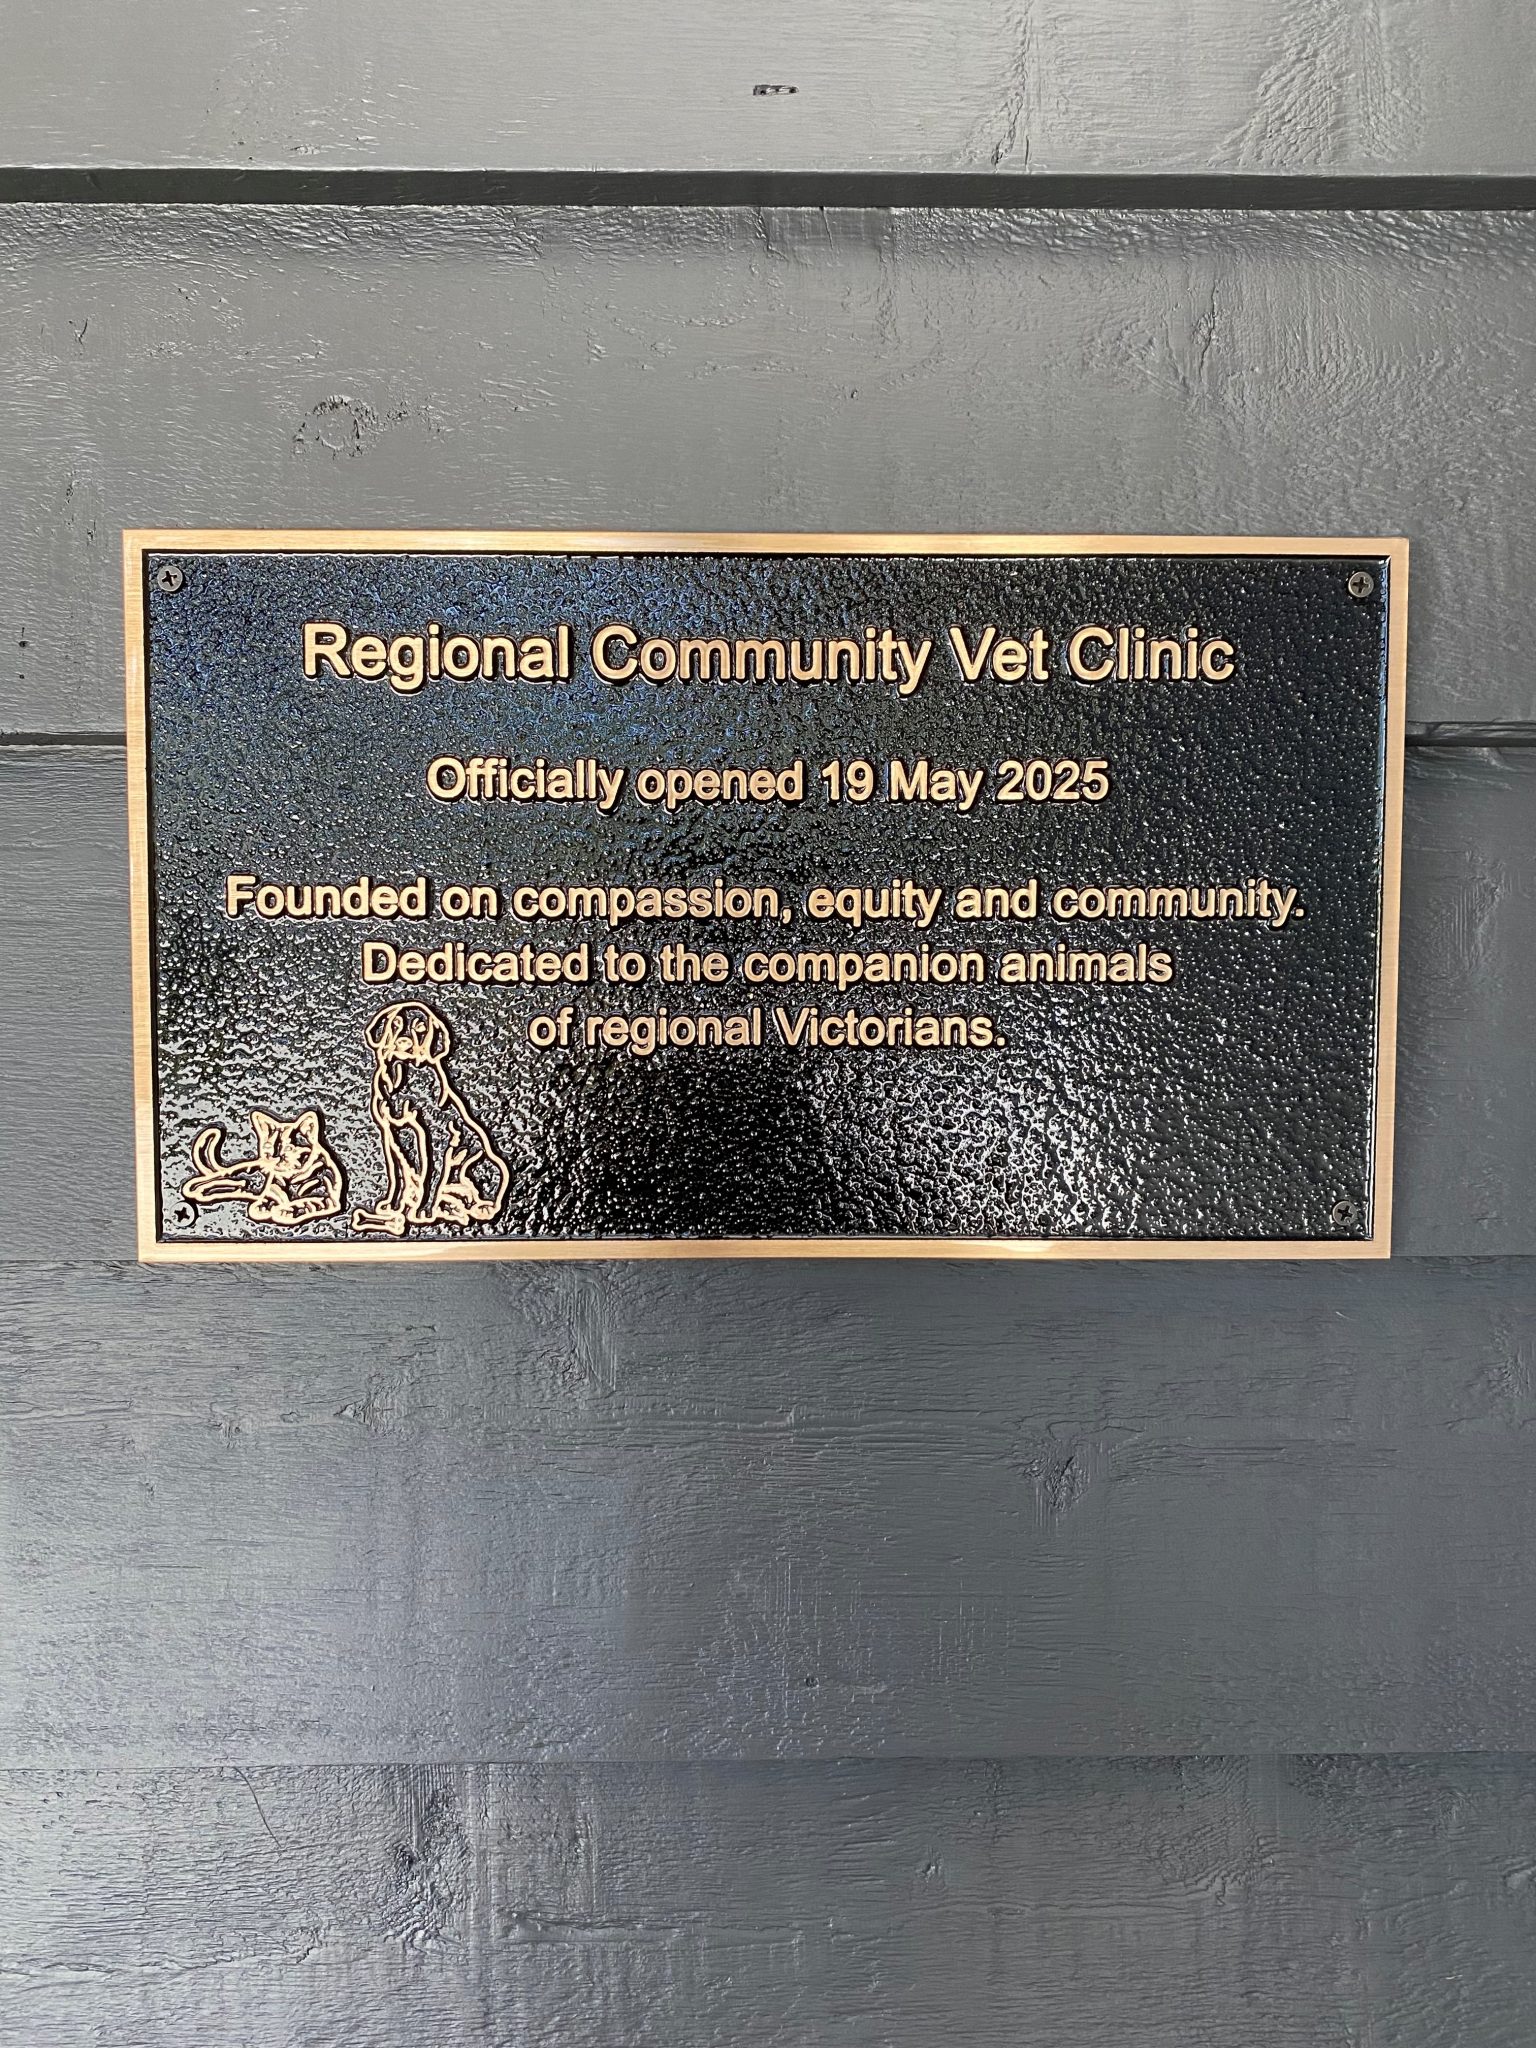 Regional Community Vet Clinic
Officially opened 19 May 2025
Founded on compassion, equity and community.
Dedicated to the companion animals
of regional Victorians.